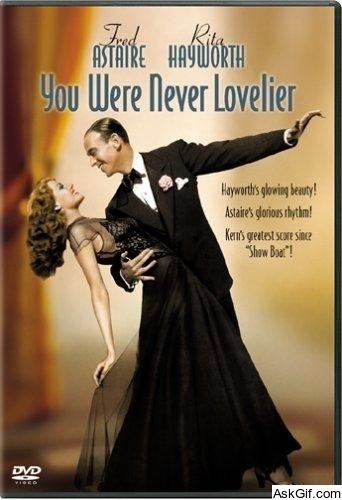 Fred Rita
ASTAIRE HAYWORTH
You Were Never Lovelier
Hayworth's glowing beauty!
Astaire's glorious rhythm!
Kern's greatest score since
"Show Boat"!
DVD
VIDEO
AskGif.com